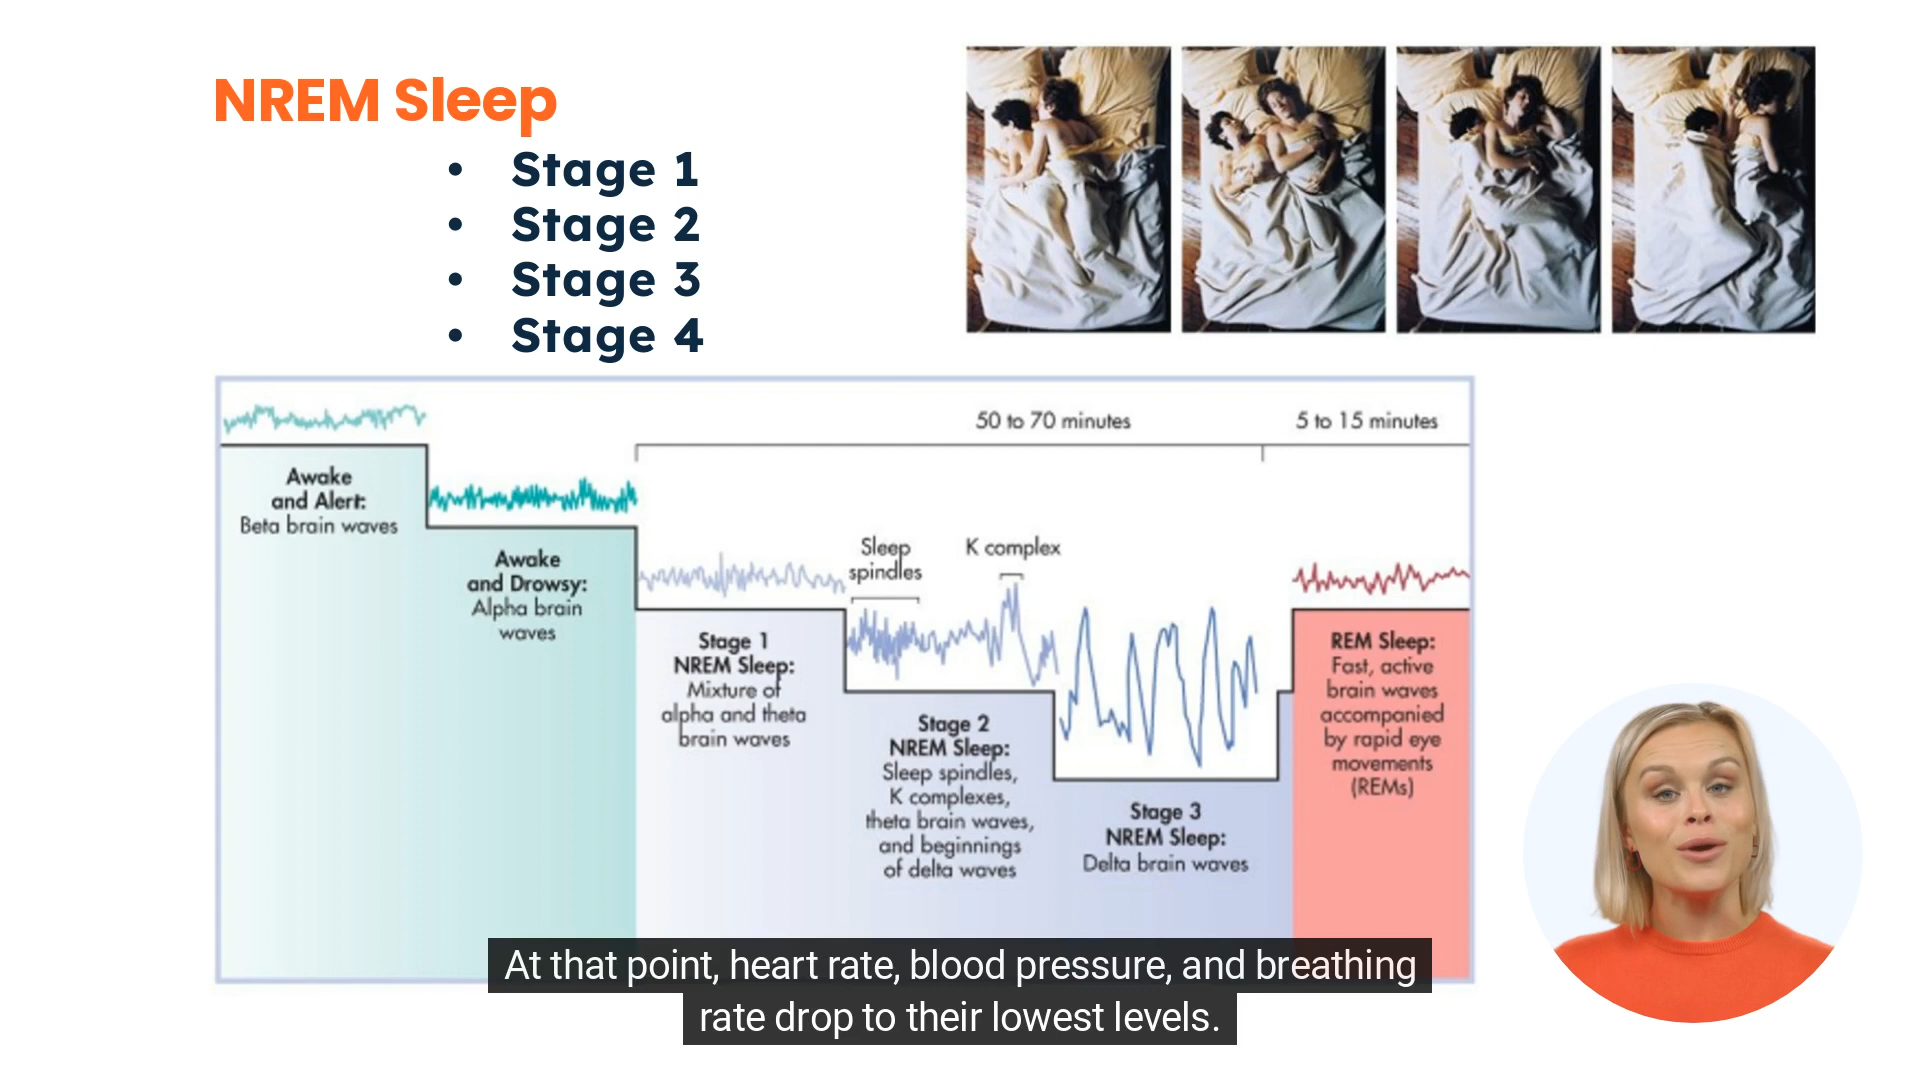 NREM Sleep
• Stage 1
• Stage 2
• Stage 3
• Stage 4
50 to 70 minutes
5 to 15 minutes
Awake
and Alert:
Beta brain waves
Awake
and Drowsy:
Alpha brain
waves
Sleep
spindles
K complex
Stage 1
NREM Sleep:
Mixture of
alpha and theta
brain waves
Stage 2
NREM Sleep:
Sleep spindles,
K complexes,
theta brain waves,
and beginnings
of delta waves
Stage 3
NREM Sleep:
Delta brain waves
REM Sleep:
Fast, active
brain waves
accompanied
by rapid eye
movements
(REMs)
At that point, heart rate, blood pressure, and breathing
rate drop to their lowest levels.